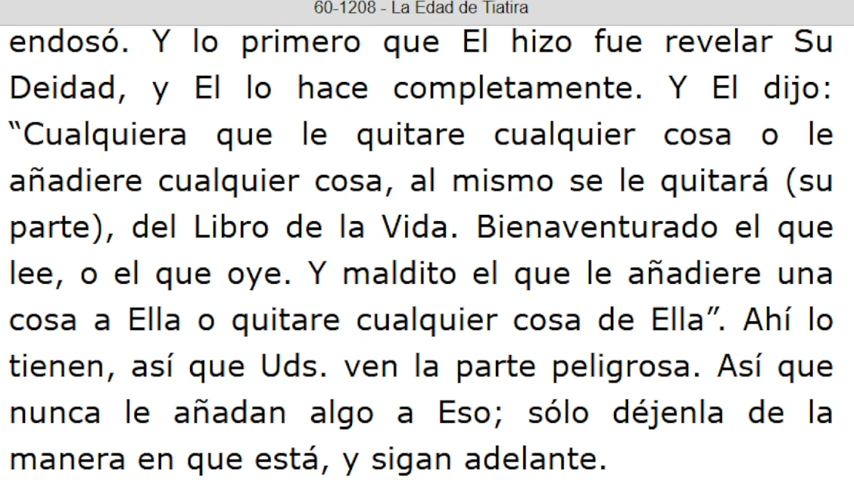 60-1208 - La Edad de Tiatira
endosó. Y lo primero que El hizo fue revelar Su
Deidad, y El lo hace completamente. Y El dijo:
“Cualquiera que le quitare cualquier cosa o le
añadiere cualquier cosa, al mismo se le quitará (su
parte), del Libro de la Vida. Bienaventurado el que
lee, o el que oye. Y maldito el que le añadiere una
cosa a Ella o quitare cualquier cosa de Ella”. Ahí lo
tienen, así que Uds. ven la parte peligrosa. Así que
nunca le añadan algo a Eso; sólo déjenla de la
manera en que está, y sigan adelante.